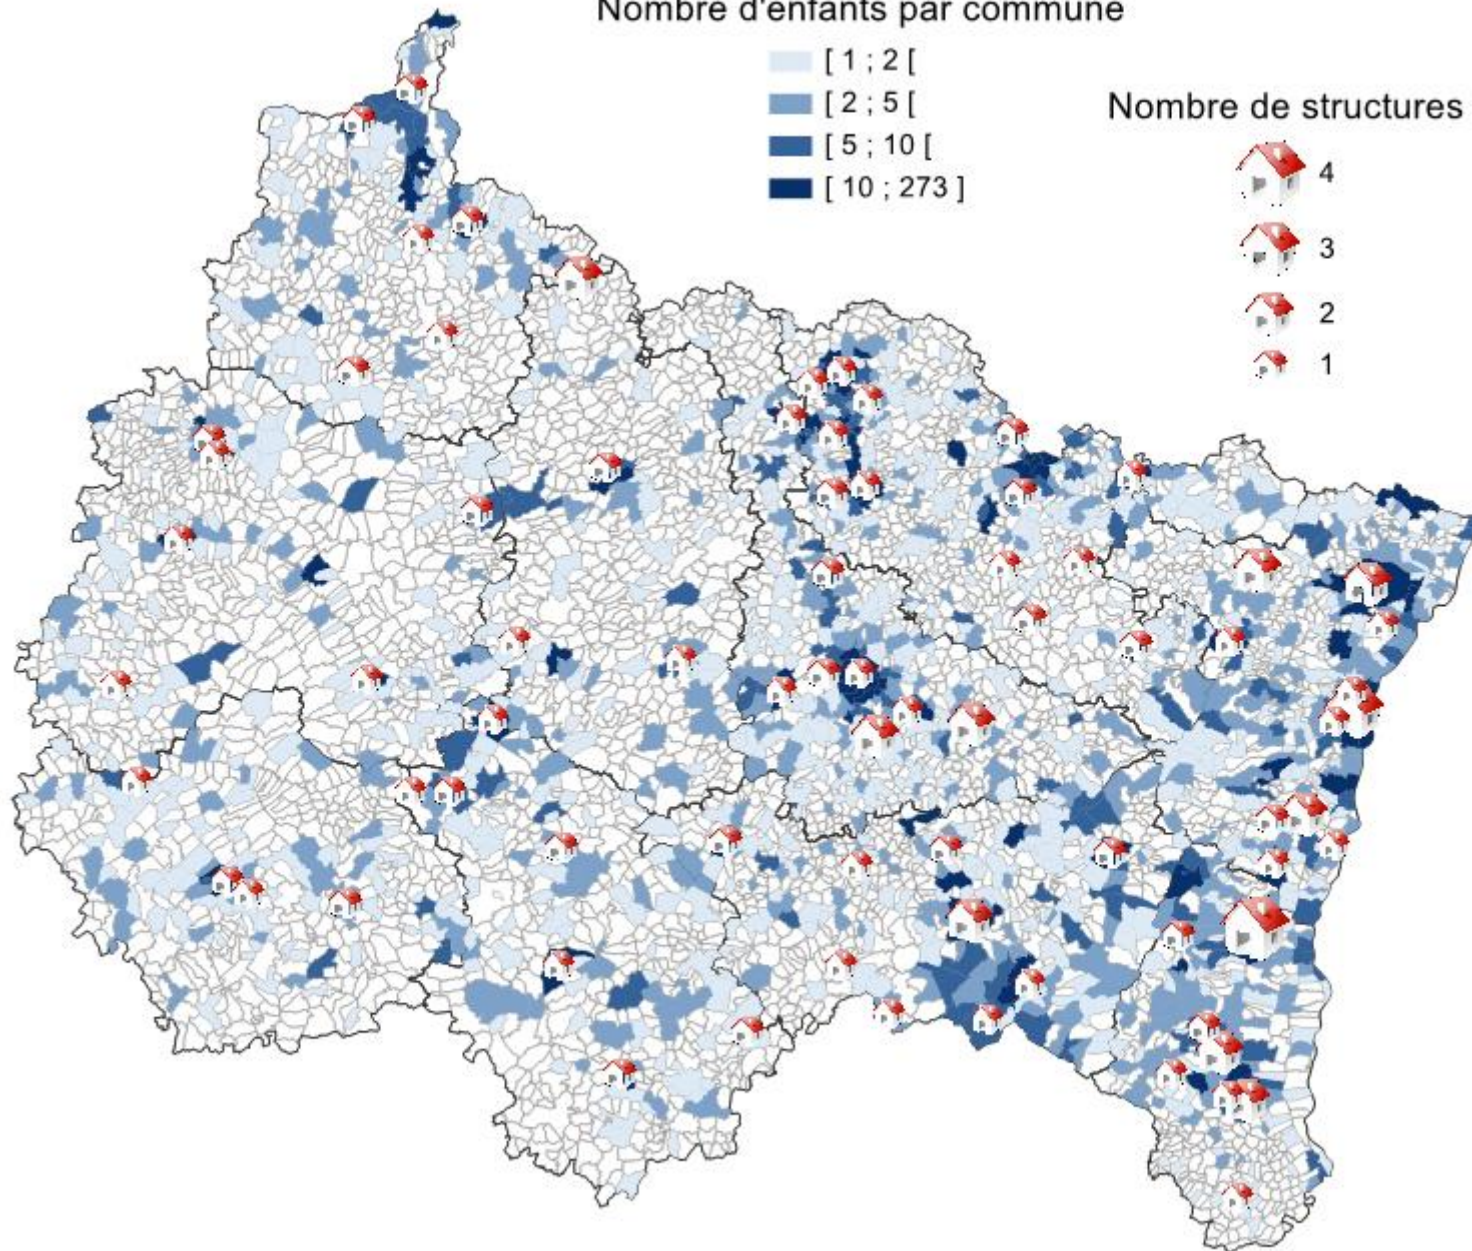 Nombre d'enfants par commune
[ 1 ; 2 [
[ 2 ; 5 [
[ 5 ; 10 [
[ 10 ; 273 ]
Nombre de structures
4
3
2
1